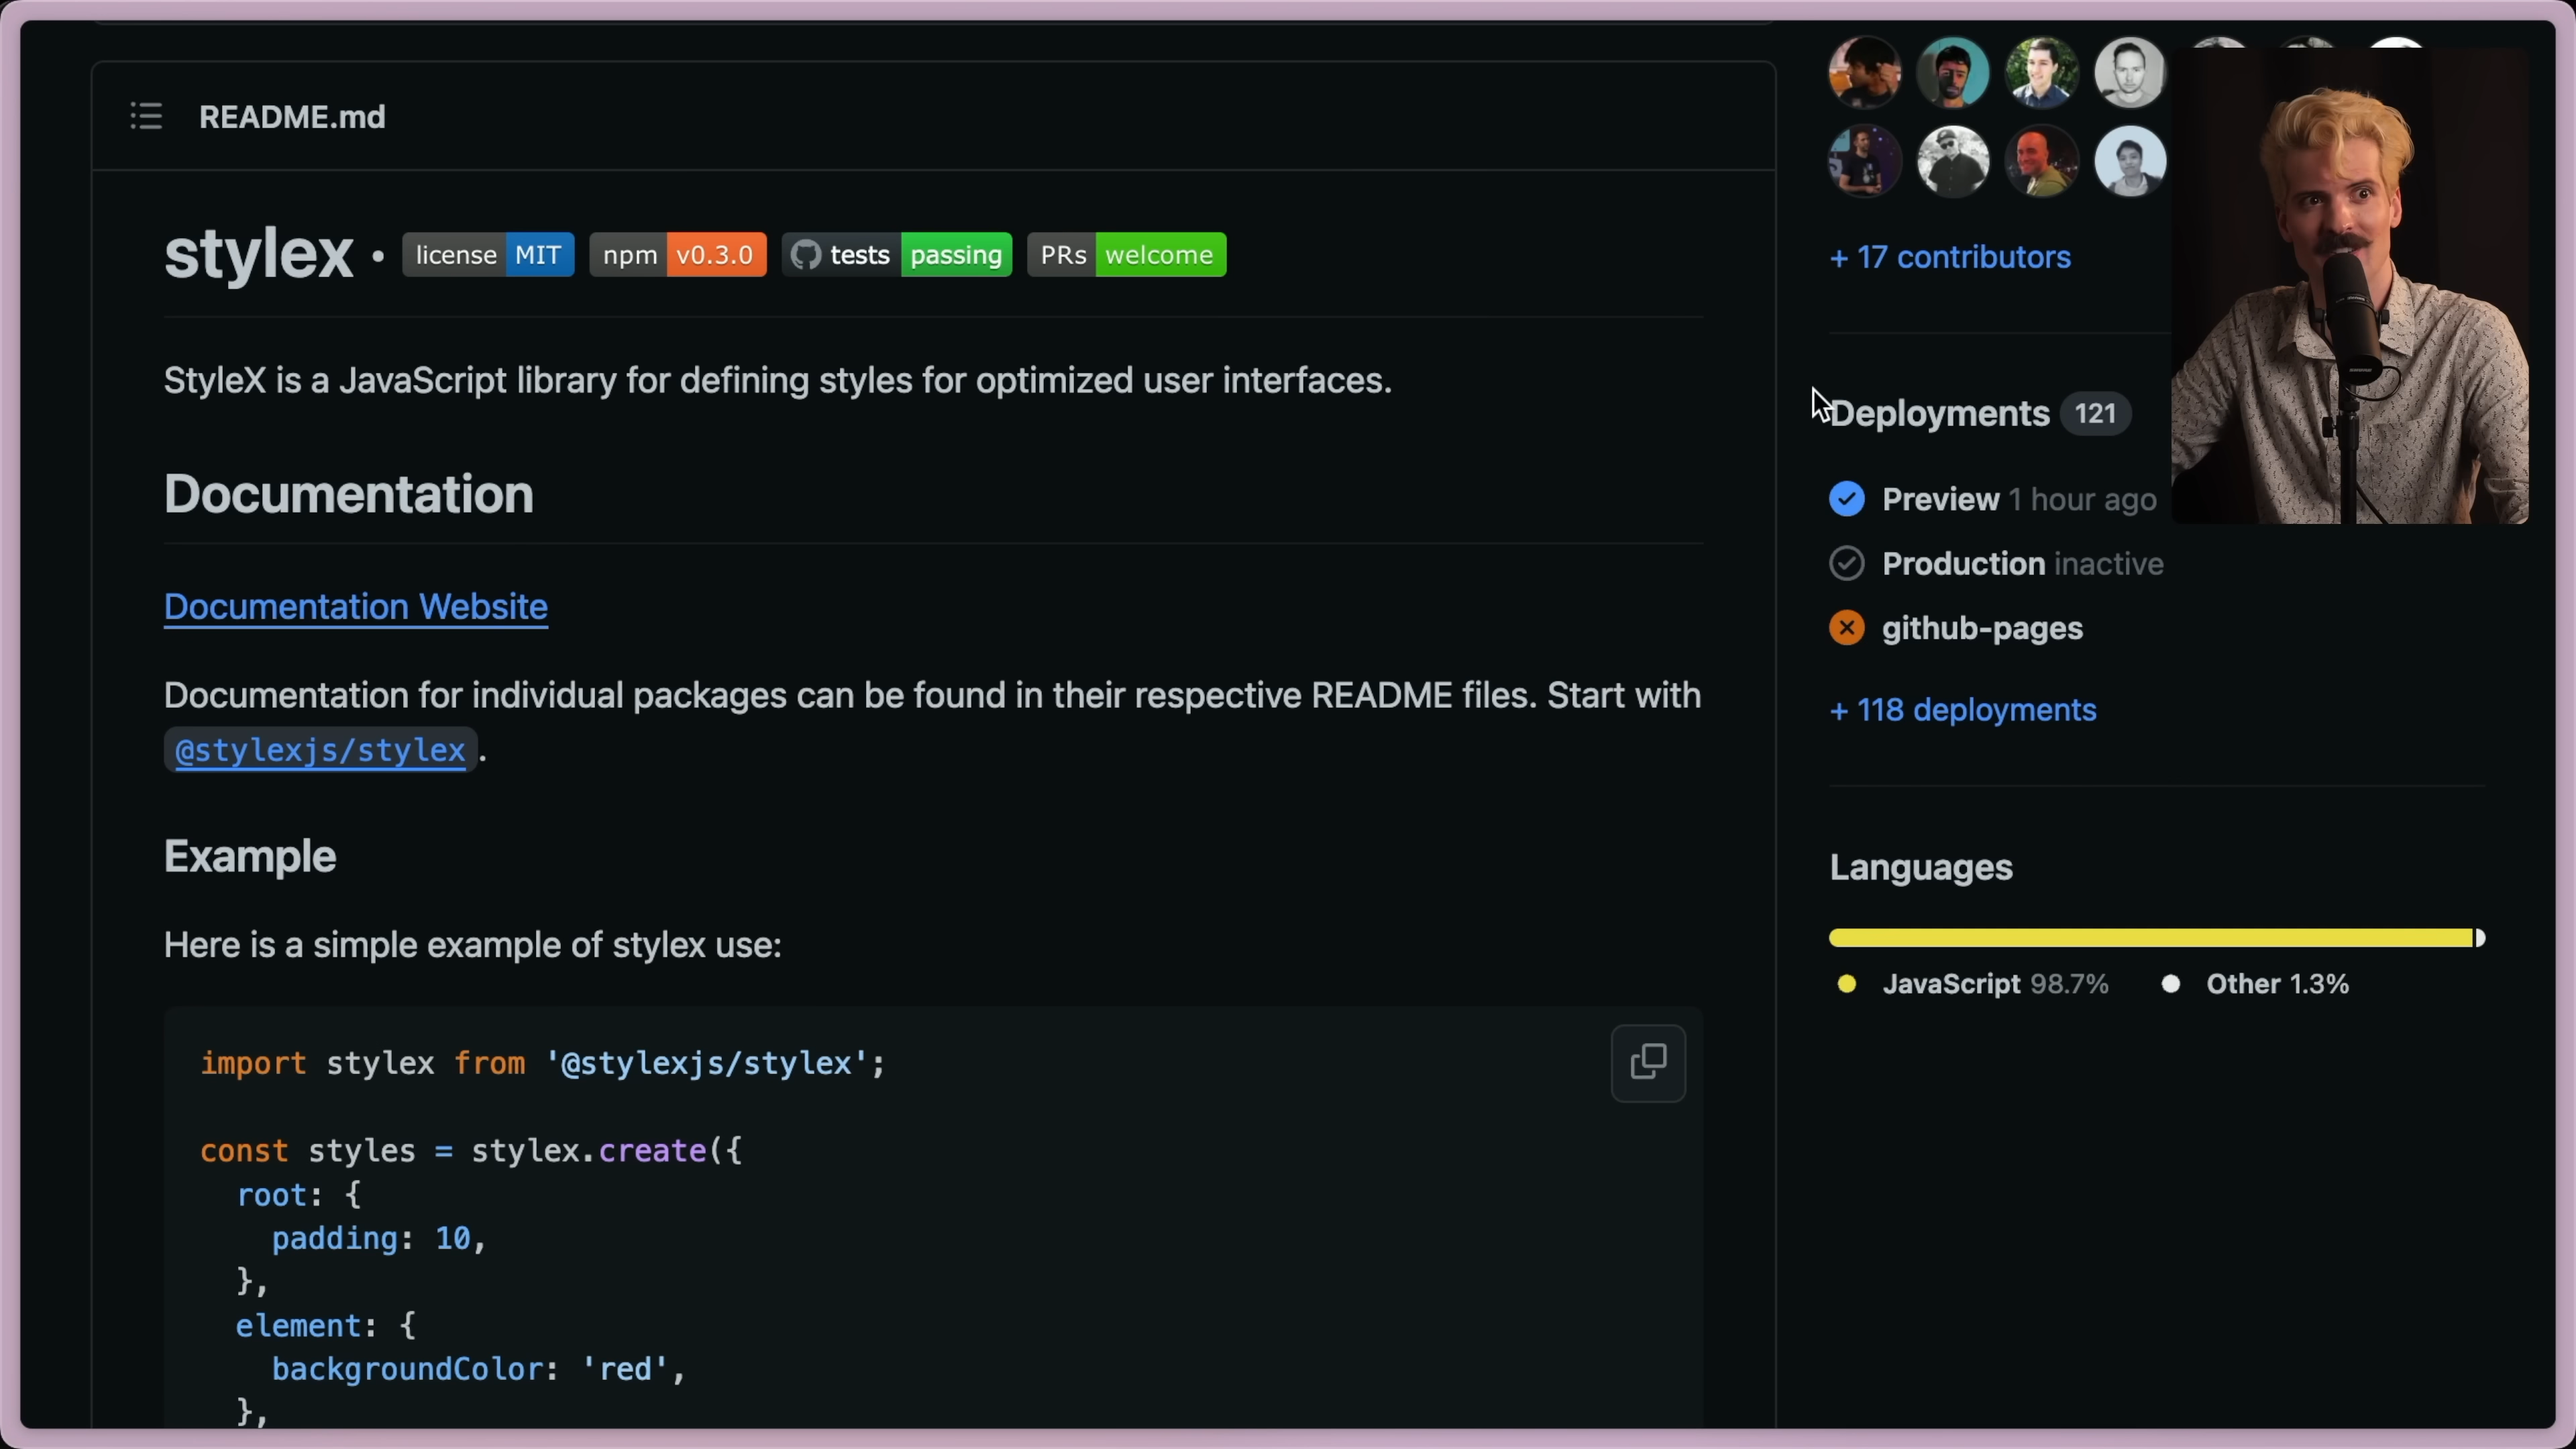 README.md
stylex • license MIT npm v0.3.0 tests passing PRs welcome
StyleX is a JavaScript library for defining styles for optimized user interfaces.
Documentation
Documentation Website
Documentation for individual packages can be found in their respective README files. Start with
@stylexjs/stylex.
Example
Here is a simple example of stylex use:
import stylex from '@stylexjs/stylex';
const styles = stylex.create({
root: {
padding: 10,
},
element: {
backgroundColor: 'red',
},
+ 17 contributors
Deployments 121
Preview 1 hour ago
Production inactive
github-pages
+ 118 deployments
Languages
JavaScript 98.7% Other 1.3%